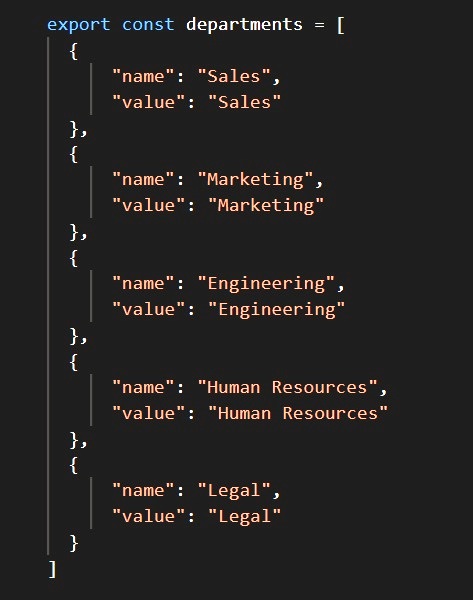 export const departments = [
{
"name": "Sales",
"value": "Sales"
},
{
"name": "Marketing",
"value": "Marketing"
},
{
"name": "Engineering",
"value": "Engineering"
},
{
"name": "Human Resources",
"value": "Human Resources"
},
{
"name": "Legal",
"value": "Legal"
}
]